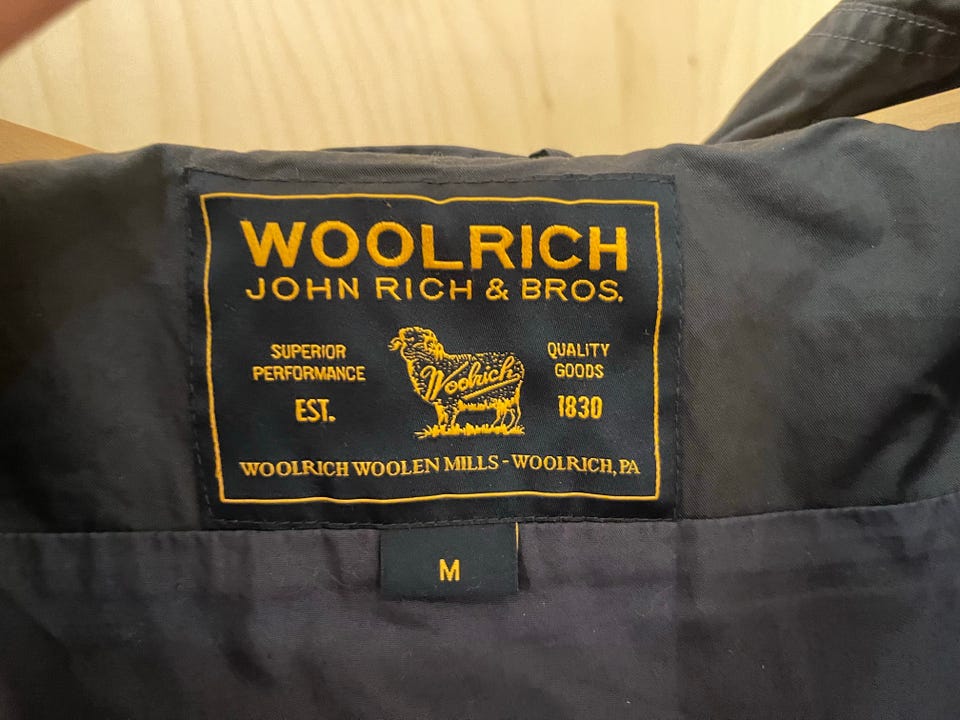 WOOLRICH
JOHN RICH & BROS.
SUPERIOR
PERFORMANCE
EST.
Woolrich
QUALITY
GOODS
1830
WOOLRICH WOOLEN MILLS - WOOLRICH, PA
M